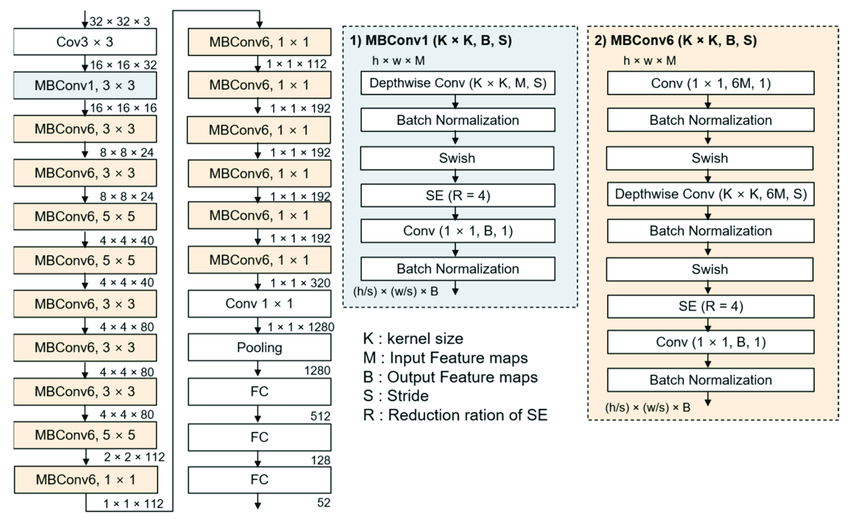 32 × 32 × 3
Cov3 × 3
16 × 16 × 32
MBConv1, 3 × 3
16 × 16 × 16
MBConv6, 3 × 3
8 × 8 × 24
MBConv6, 3 × 3
8 × 8 × 24
MBConv6, 5 × 5
4 × 4 × 40
MBConv6, 5 × 5
4 × 4 × 40
MBConv6, 3 × 3
4 × 4 × 80
MBConv6, 3 × 3
4 × 4 × 80
MBConv6, 3 × 3
4 × 4 × 80
MBConv6, 5 × 5
2 × 2 × 112
MBConv6, 1 × 1
1 × 1 × 112
MBConv6, 1 × 1
1 × 1 × 112
MBConv6, 1 × 1
1 × 1 × 192
MBConv6, 1 × 1
1 × 1 × 192
MBConv6, 1 × 1
1 × 1 × 192
MBConv6, 1 × 1
1 × 1 × 192
MBConv6, 1 × 1
1 × 1 × 320
Conv 1 × 1
1 × 1 × 1280
Pooling
1280
FC
512
FC
128
FC
52
1) MBConv1 (K × K, B, S)
h × w × M
Depthwise Conv (K × K, M, S)
Batch Normalization
Swish
SE (R = 4)
Conv (1 × 1, B, 1)
Batch Normalization
(h/s) × (w/s) × B
K : kernel size
M : Input Feature maps
B : Output Feature maps
S : Stride
R : Reduction ration of SE
2) MBConv6 (K × K, B, S)
h × w × M
Conv (1 × 1, 6M, 1)
Batch Normalization
Swish
Depthwise Conv (K × K, 6M, S)
Batch Normalization
Swish
SE (R = 4)
Conv (1 × 1, B, 1)
Batch Normalization
(h/s) × (w/s) × B